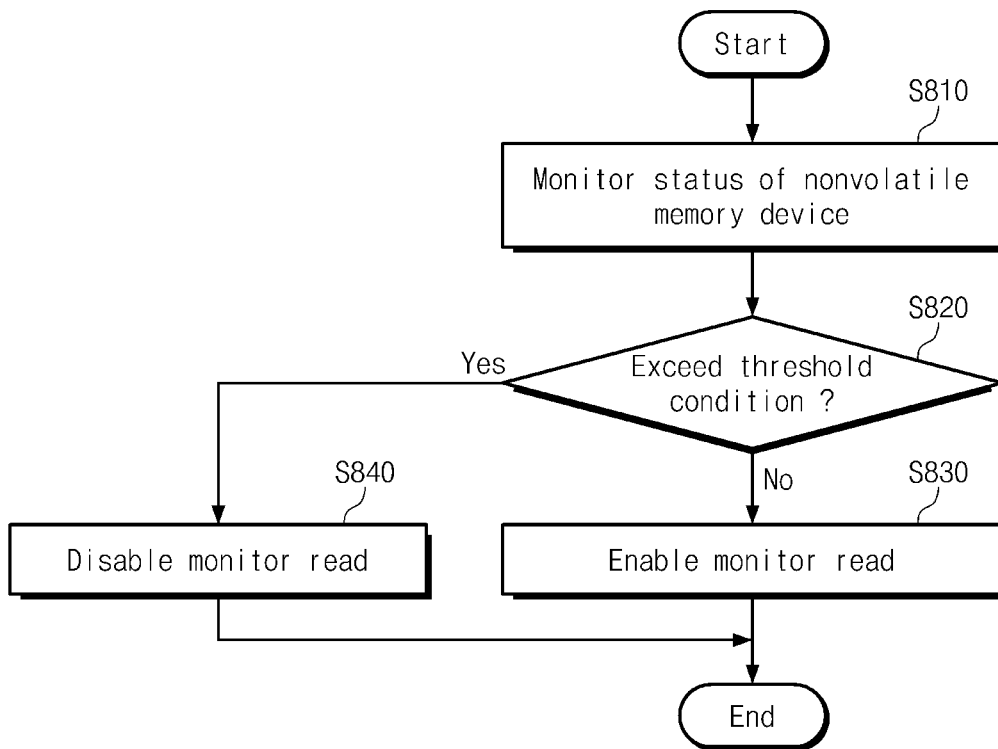 Start
S810
Monitor status of nonvolatile
memory device
S820
Yes
Exceed threshold
condition ?
No
S840
S830
Disable monitor read
Enable monitor read
End